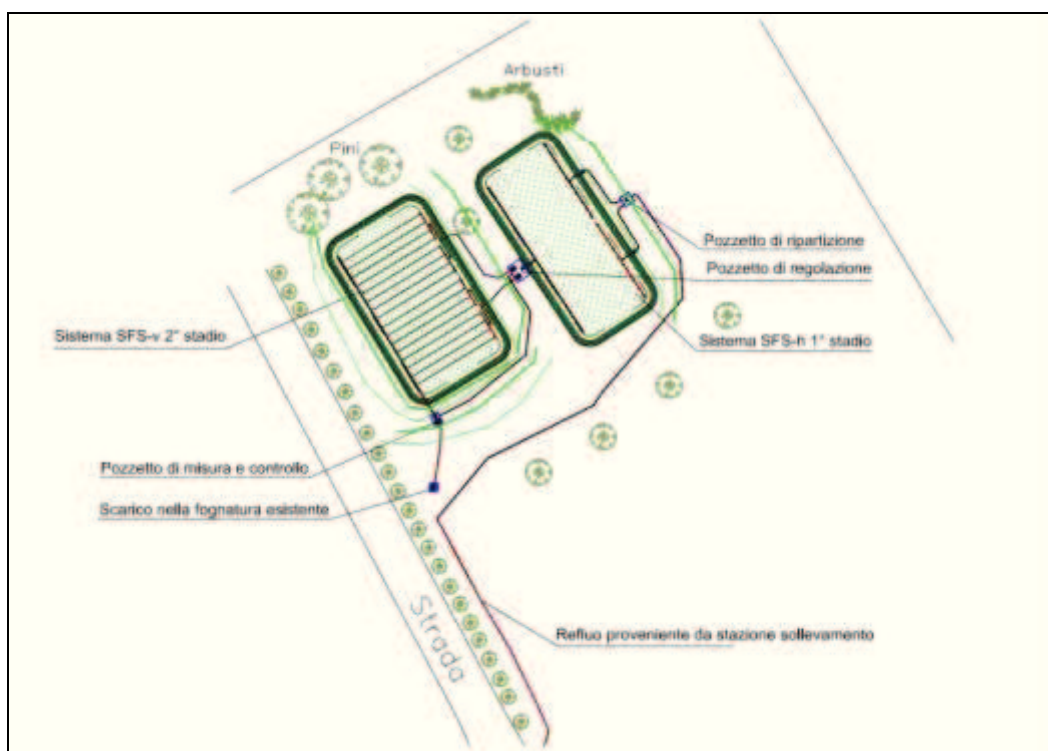 Arbusti
Pini
Pozzetto di ripartizione
Pozzetto di regolazione
Sistema SFS-v 2° stadio
Sistema SFS-h 1° stadio
Pozzetto di misura e controllo
Scarico nella fognatura esistente
Strada
Refluo proveniente da stazione sollevamento